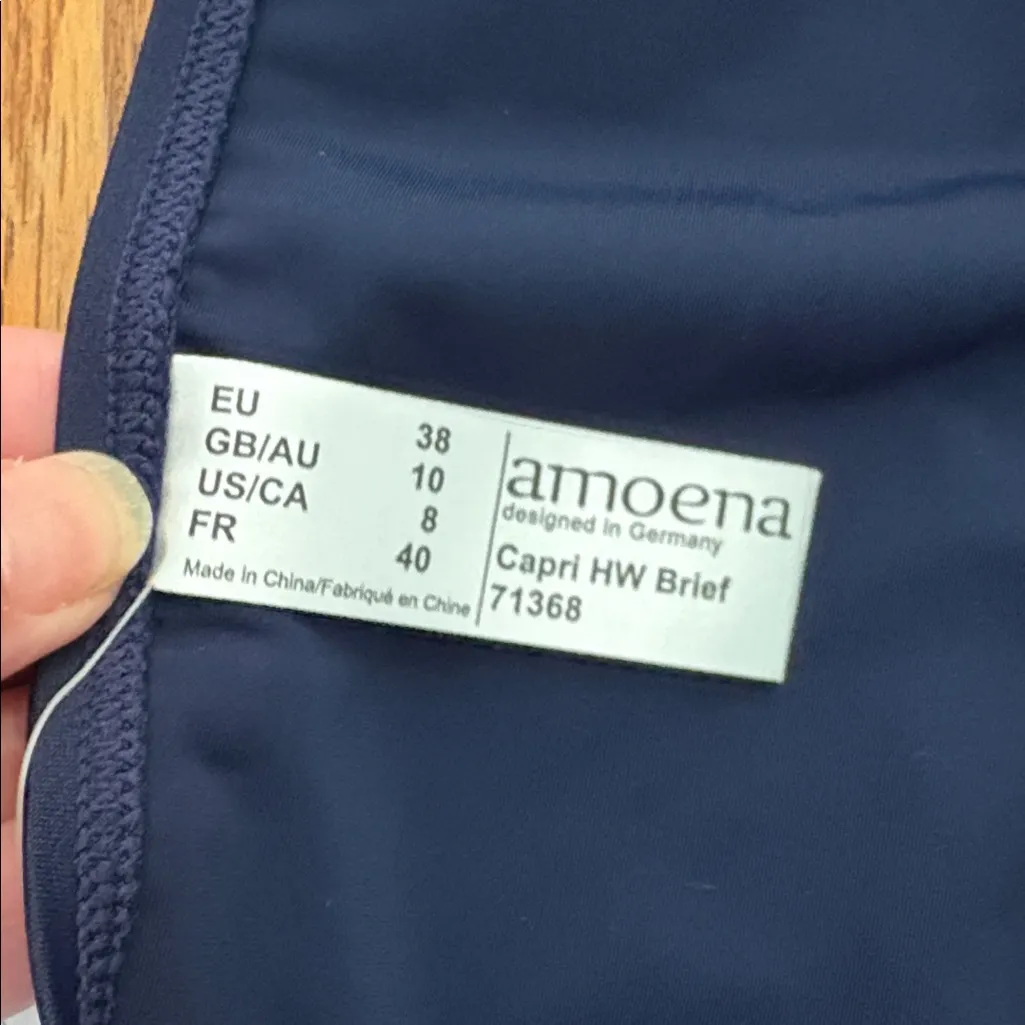 EU 38
GB/AU 10
US/CA 8
FR 40
Made in China/Fabriqué en Chine
amoena
designed in Germany
Capri HW Brief
71368